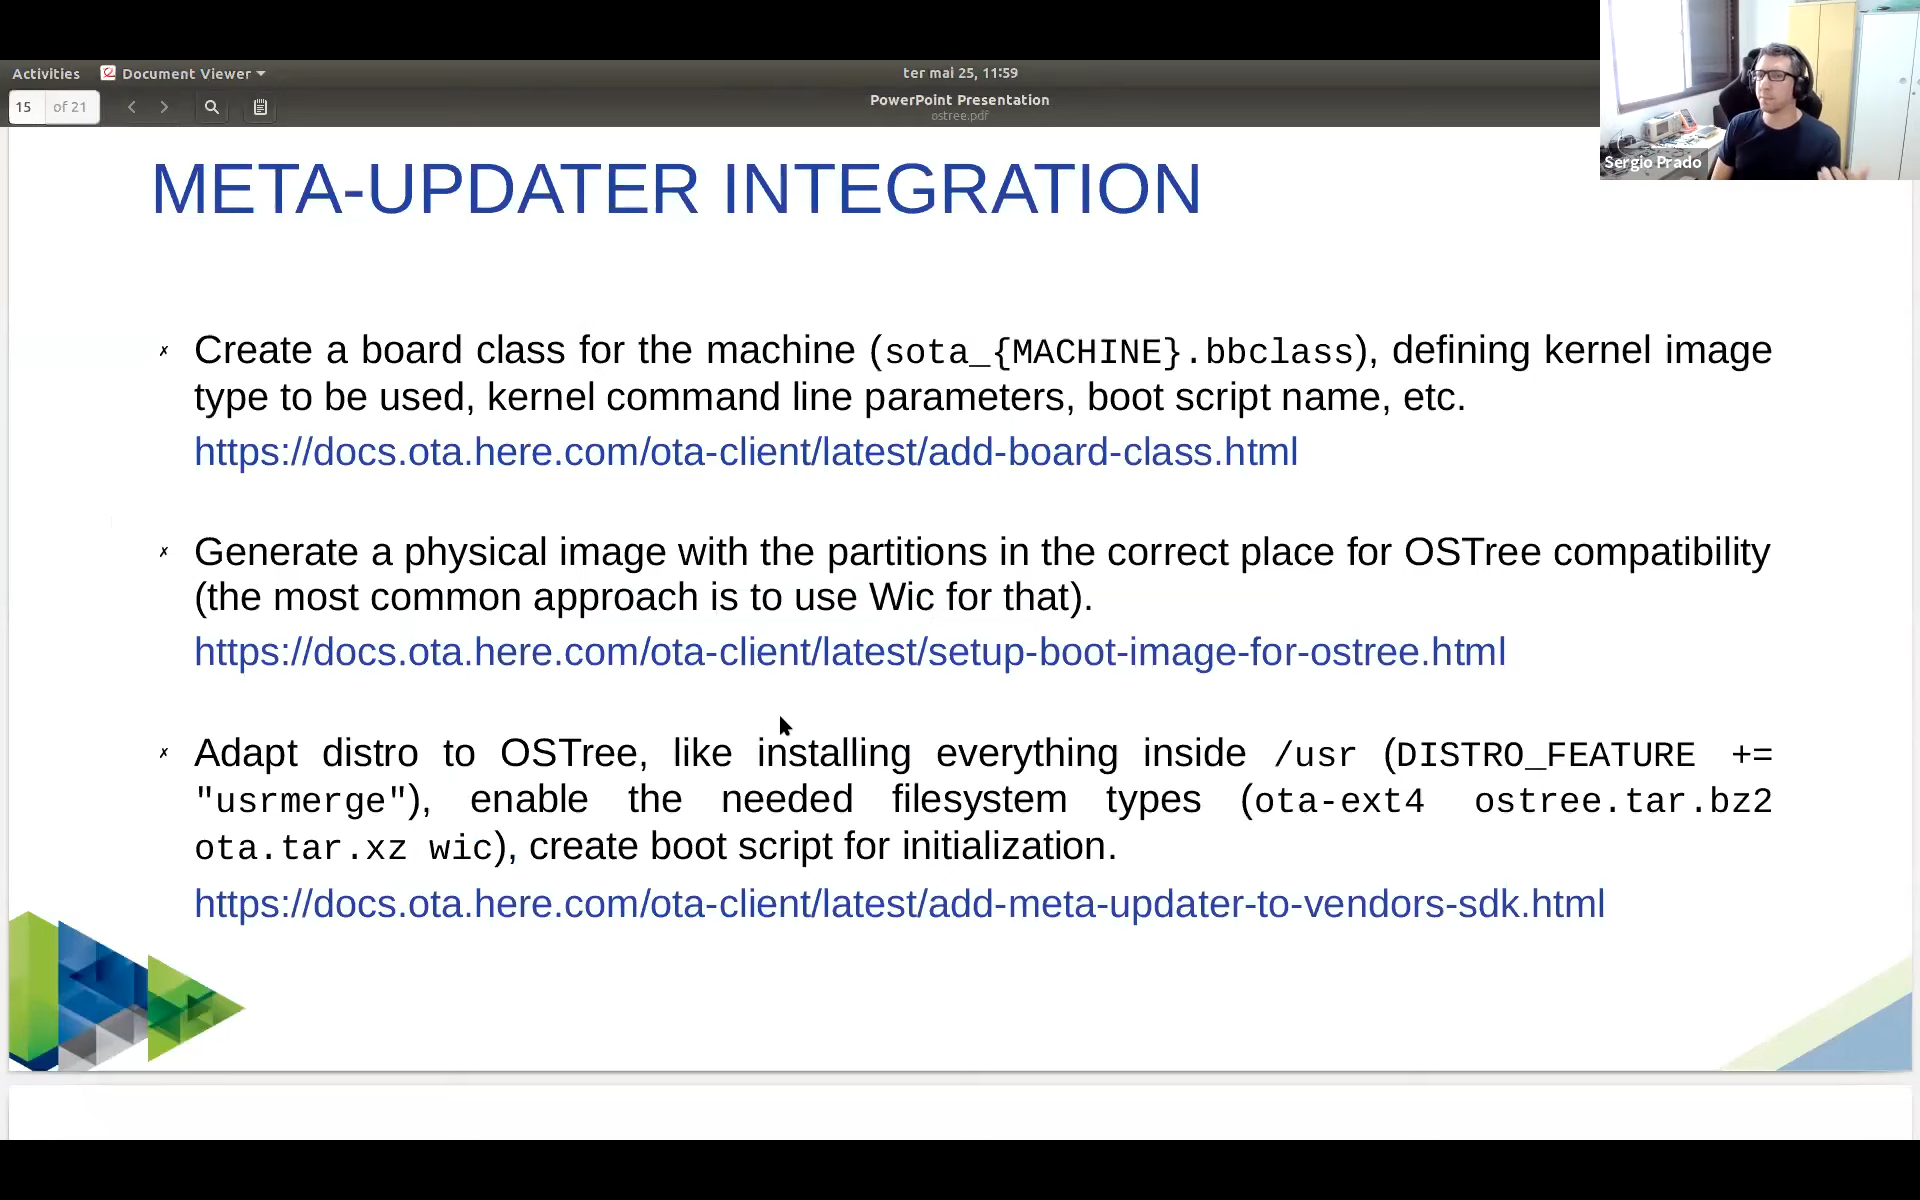 Activities
Document Viewer
ter mai 25, 11:59
15 of 21
PowerPoint Presentation
ostree.pdf
Sergio Prado
META-UPDATER INTEGRATION
✗ Create a board class for the machine (sota_{MACHINE}.bbclass), defining kernel image
type to be used, kernel command line parameters, boot script name, etc.
https://docs.ota.here.com/ota-client/latest/add-board-class.html
✗ Generate a physical image with the partitions in the correct place for OSTree compatibility
(the most common approach is to use Wic for that).
https://docs.ota.here.com/ota-client/latest/setup-boot-image-for-ostree.html
✗ Adapt distro to OSTree, like installing everything inside /usr (DISTRO_FEATURE +=
"usrmerge"), enable the needed filesystem types (ota-ext4 ostree.tar.bz2
ota.tar.xz wic), create boot script for initialization.
https://docs.ota.here.com/ota-client/latest/add-meta-updater-to-vendors-sdk.html